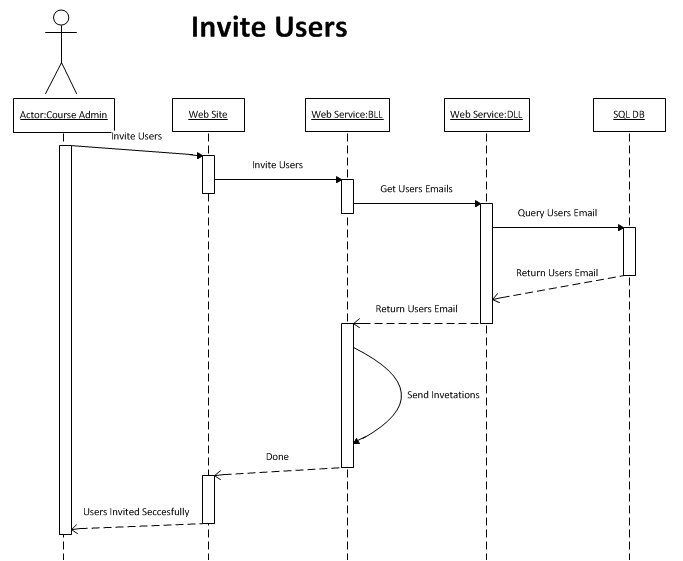 Invite Users
Actor:Course Admin
Web Site
Web Service:BLL
Web Service:DLL
SQL DB
Invite Users
Invite Users
Get Users Emails
Query Users Email
Return Users Email
Return Users Email
Send Invetations
Done
Users Invited Seccesfully